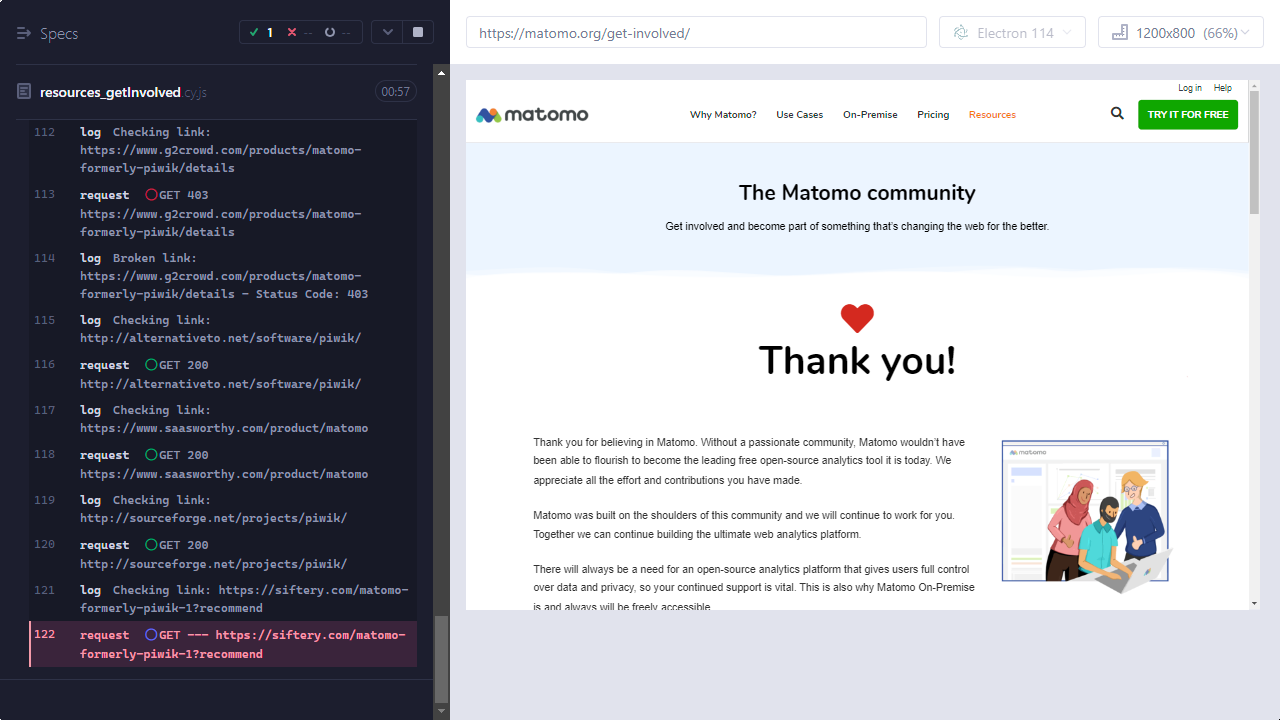 Specs
1
--
--
resources_getInvolved.cy.js
00:57
112 log Checking link:
https://www.g2crowd.com/products/matomo-
formerly-piwik/details
113 request GET 403
https://www.g2crowd.com/products/matomo-
formerly-piwik/details
114 log Broken link:
https://www.g2crowd.com/products/matomo-
formerly-piwik/details - Status Code: 403
115 log Checking link:
http://alternativeto.net/software/piwik/
116 request GET 200
http://alternativeto.net/software/piwik/
117 log Checking link:
https://www.saasworthy.com/product/matomo
118 request GET 200
https://www.saasworthy.com/product/matomo
119 log Checking link:
http://sourceforge.net/projects/piwik/
120 request GET 200
http://sourceforge.net/projects/piwik/
121 log Checking link: https://siftery.com/matomo-
formerly-piwik-1?recommend
122 request GET --- https://siftery.com/matomo-
formerly-piwik-1?recommend
https://matomo.org/get-involved/
Electron 114
1200x800 (66%)
Log in Help
matomo
Why Matomo? Use Cases On-Premise Pricing Resources
TRY IT FOR FREE
The Matomo community
Get involved and become part of something that's changing the web for the better.
Thank you!
Thank you for believing in Matomo. Without a passionate community, Matomo wouldn't have
been able to flourish to become the leading free open-source analytics tool it is today. We
appreciate all the effort and contributions you have made.
Matomo was built on the shoulders of this community and we will continue to work for you.
Together we can continue building the ultimate web analytics platform.
There will always be a need for an open-source analytics platform that gives users full control
over data and privacy, so your continued support is vital. This is also why Matomo On-Premise
is and always will be freely accessible
matomo